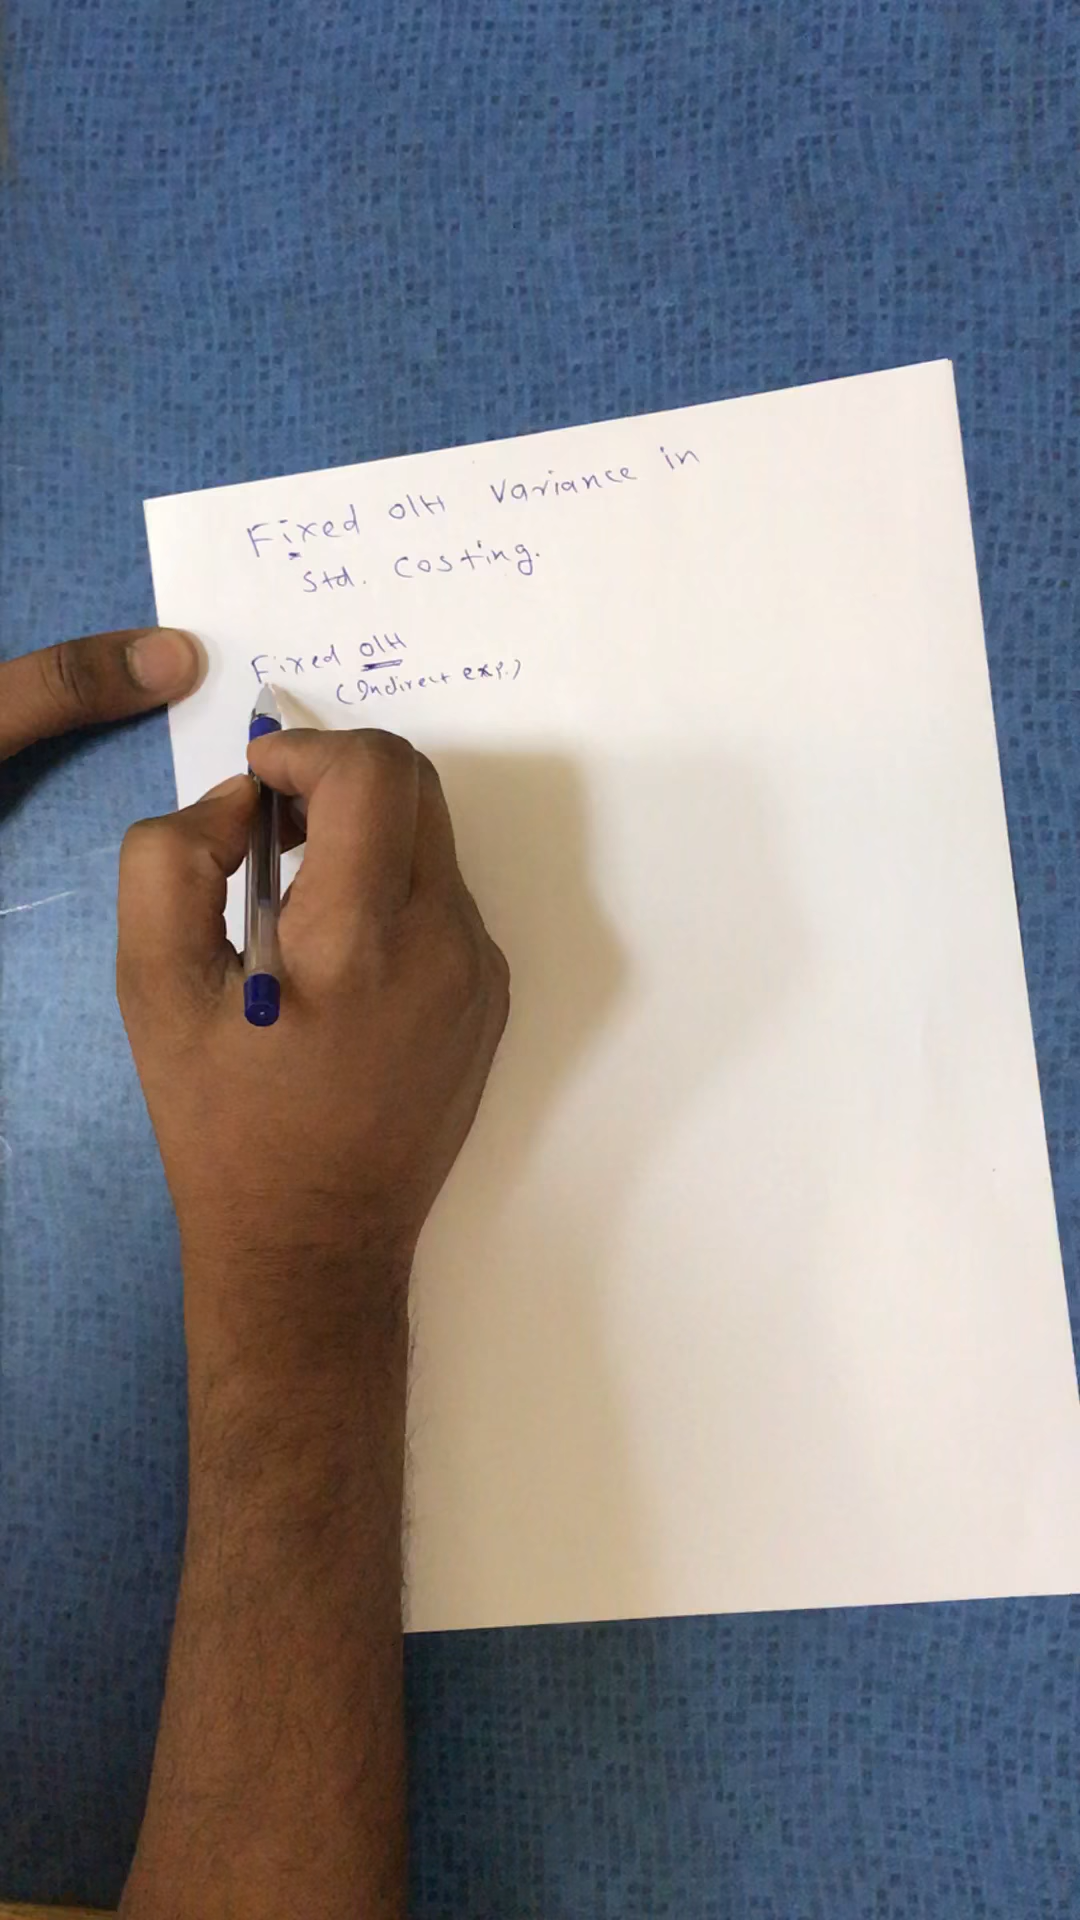 Fixed O/H Variance in
Std. Costing.
Fixed O/H
(Indirect exp.)